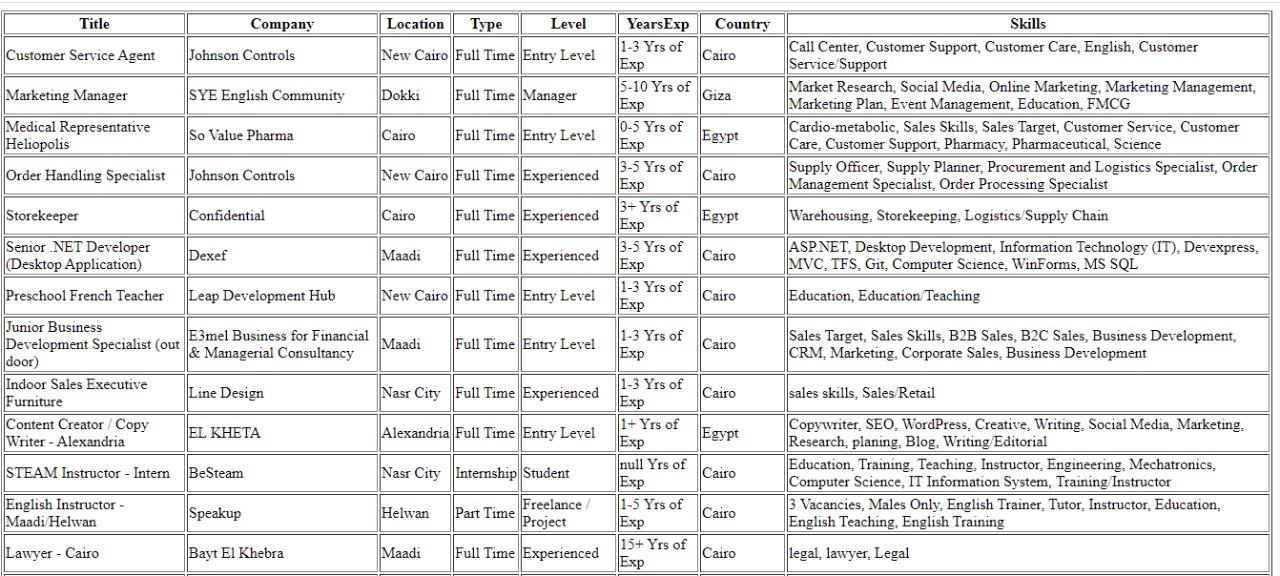 Title Company Location Type Level YearsExp Country Skills
Customer Service Agent Johnson Controls New Cairo Full Time Entry Level 1-3 Yrs of Exp Cairo Call Center, Customer Support, Customer Care, English, Customer Service/Support
Marketing Manager SYE English Community Dokki Full Time Manager 5-10 Yrs of Exp Giza Market Research, Social Media, Online Marketing, Marketing Management, Marketing Plan, Event Management, Education, FMCG
Medical Representative Heliopolis So Value Pharma Cairo Full Time Entry Level 0-5 Yrs of Exp Egypt Cardio-metabolic, Sales Skills, Sales Target, Customer Service, Customer Care, Customer Support, Pharmacy, Pharmaceutical, Science
Order Handling Specialist Johnson Controls New Cairo Full Time Experienced 3-5 Yrs of Exp Cairo Supply Officer, Supply Planner, Procurement and Logistics Specialist, Order Management Specialist, Order Processing Specialist
Storekeeper Confidential Cairo Full Time Experienced 3+ Yrs of Exp Egypt Warehousing, Storekeeping, Logistics/Supply Chain
Senior .NET Developer (Desktop Application) Dexef Maadi Full Time Experienced 3-5 Yrs of Exp Cairo ASP.NET, Desktop Development, Information Technology (IT), Devexpress, MVC, TFS, Git, Computer Science, WinForms, MS SQL
Preschool French Teacher Leap Development Hub New Cairo Full Time Entry Level 1-3 Yrs of Exp Cairo Education, Education/Teaching
Junior Business Development Specialist (out door) E3mel Business for Financial & Managerial Consultancy Maadi Full Time Entry Level 1-3 Yrs of Exp Cairo Sales Target, Sales Skills, B2B Sales, B2C Sales, Business Development, CRM, Marketing, Corporate Sales, Business Development
Indoor Sales Executive Furniture Line Design Nasr City Full Time Experienced 1-3 Yrs of Exp Cairo sales skills, Sales/Retail
Content Creator / Copy Writer - Alexandria EL KHETA Alexandria Full Time Entry Level 1+ Yrs of Exp Egypt Copywriter, SEO, WordPress, Creative, Writing, Social Media, Marketing, Research, planing, Blog, Writing/Editorial
STEAM Instructor - Intern BeSteam Nasr City Internship Student null Yrs of Exp Cairo Education, Training, Teaching, Instructor, Engineering, Mechatronics, Computer Science, IT Information System, Training/Instructor
English Instructor - Maadi/Helwan Speakup Helwan Part Time Freelance / Project 1-5 Yrs of Exp Cairo 3 Vacancies, Males Only, English Trainer, Tutor, Instructor, Education, English Teaching, English Training
Lawyer - Cairo Bayt El Khebra Maadi Full Time Experienced 15+ Yrs of Exp Cairo legal, lawyer, Legal